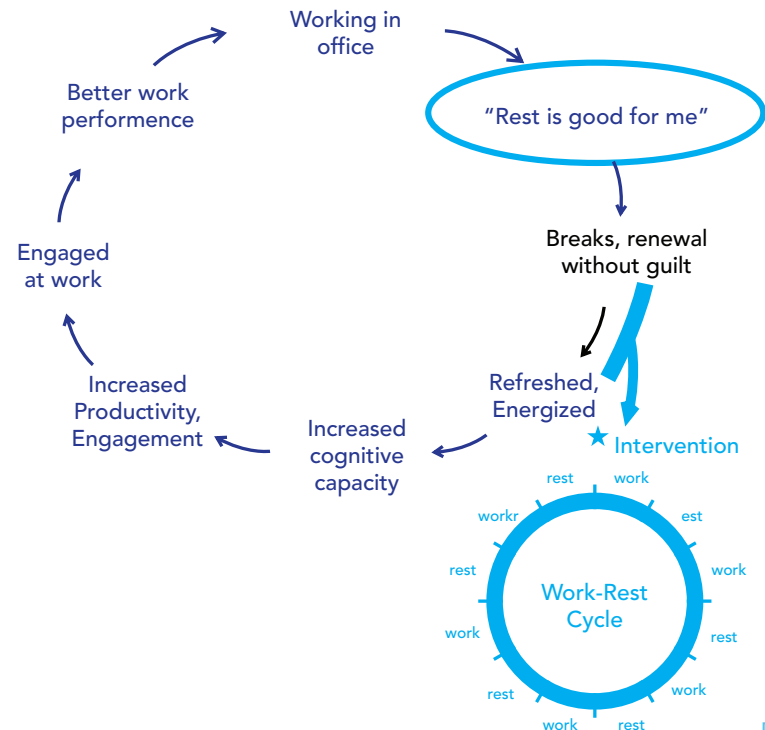 Working in
office
“Rest is good for me”
Breaks, renewal
without guilt
Refreshed,
Energized
Increased
cognitive
capacity
Increased
Productivity,
Engagement
Engaged
at work
Better work
performence
Intervention
Work-Rest
Cycle
work
est
work
rest
work
rest
work
rest
work
rest
workr
rest